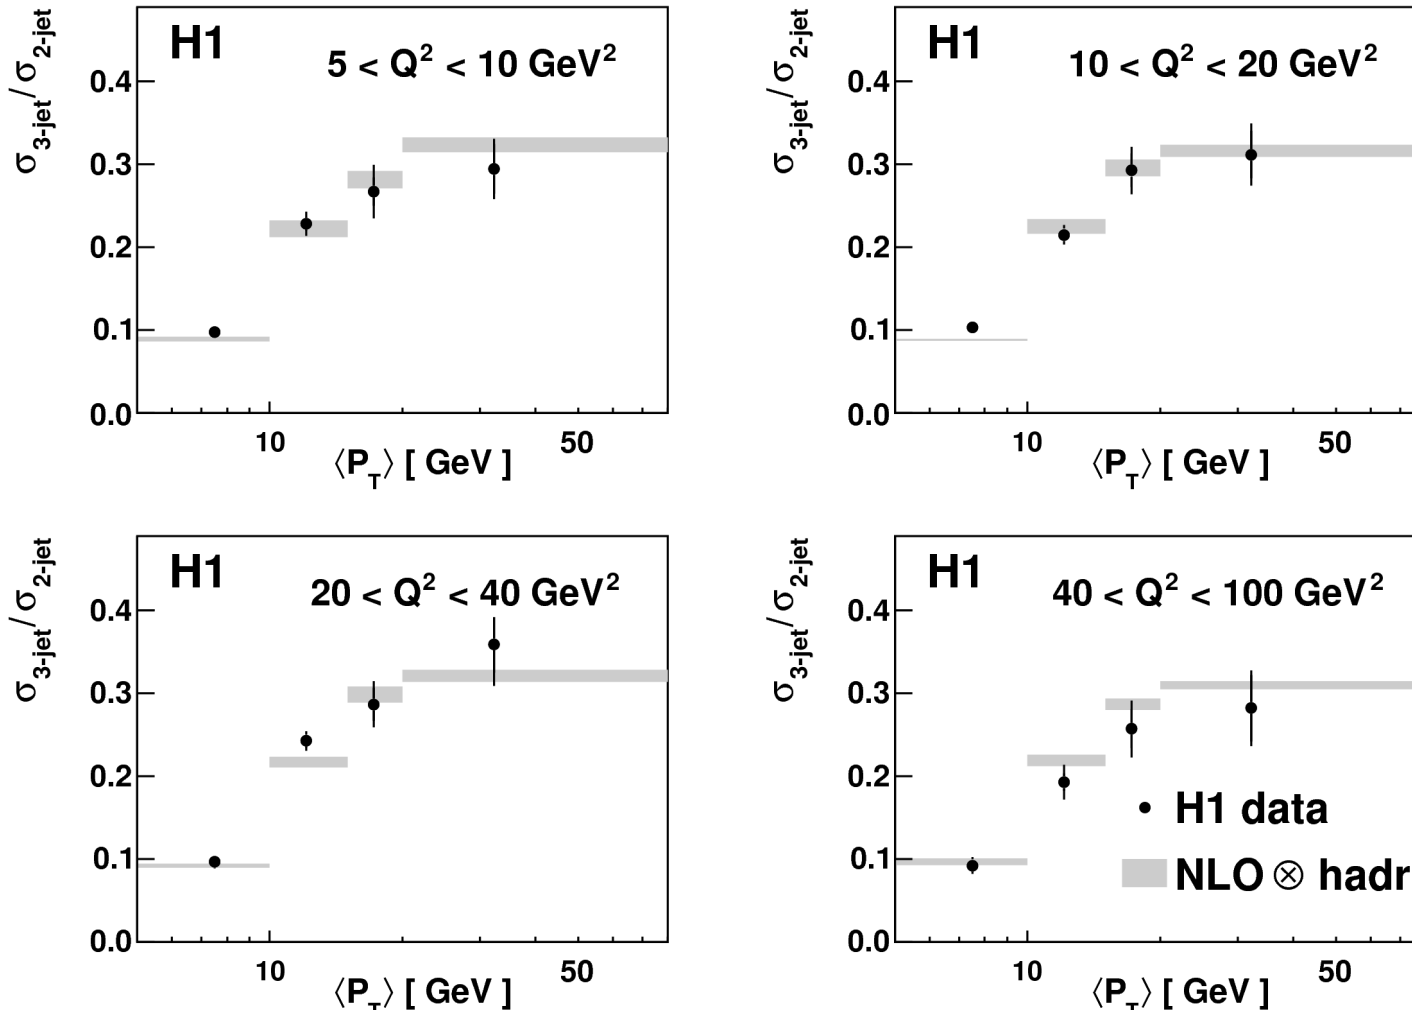 σ3-jet/σ2-jet
H1
5 < Q² < 10 GeV²
0.4
0.3
0.2
0.1
0.0
10
50
⟨PT⟩ [ GeV ]
σ3-jet/σ2-jet
H1
10 < Q² < 20 GeV²
0.4
0.3
0.2
0.1
0.0
10
50
⟨PT⟩ [ GeV ]
σ3-jet/σ2-jet
H1
20 < Q² < 40 GeV²
0.4
0.3
0.2
0.1
0.0
10
50
⟨PT⟩ [ GeV ]
σ3-jet/σ2-jet
H1
40 < Q² < 100 GeV²
0.4
0.3
0.2
0.1
0.0
H1 data
NLO ⊗ hadr
10
50
⟨PT⟩ [ GeV ]